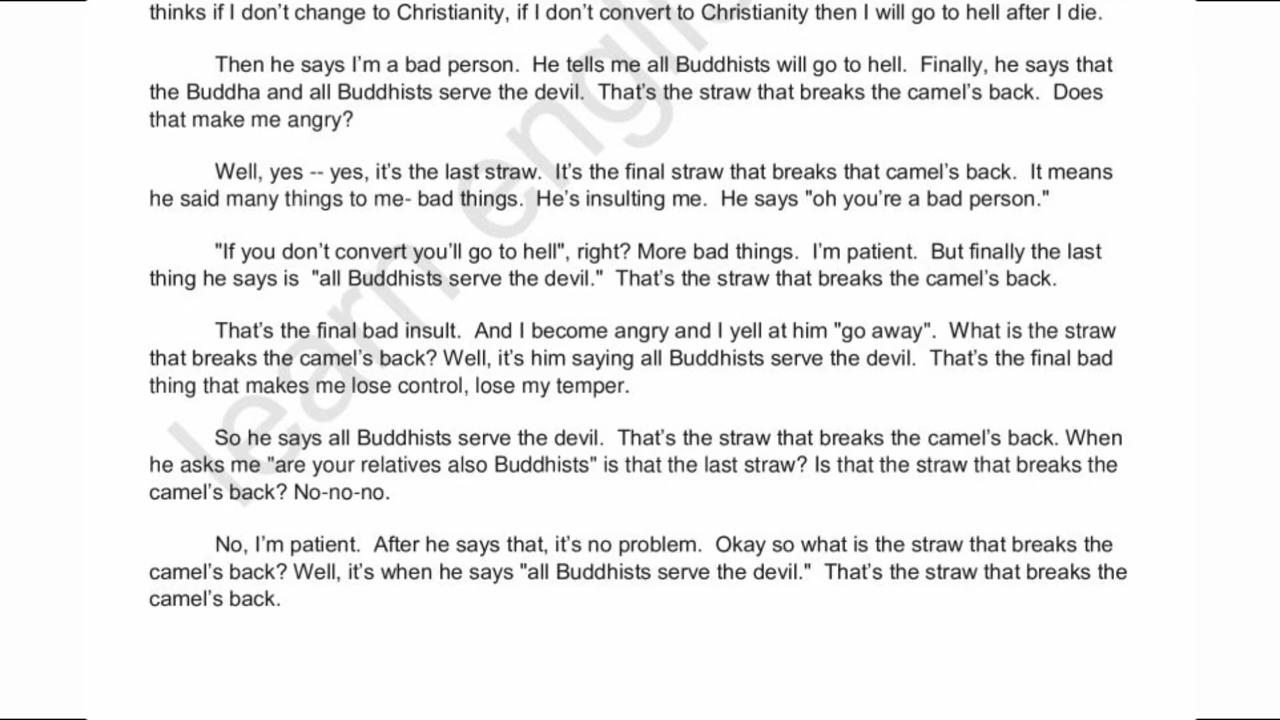 thinks if I don't change to Christianity, if I don't convert to Christianity then I will go to hell after I die.
Then he says I'm a bad person.  He tells me all Buddhists will go to hell.  Finally, he says that
the Buddha and all Buddhists serve the devil.  That's the straw that breaks the camel's back.  Does
that make me angry?
Well, yes -- yes, it's the last straw.  It's the final straw that breaks that camel's back.  It means
he said many things to me- bad things.  He's insulting me.  He says "oh you're a bad person."
"If you don't convert you'll go to hell", right? More bad things.  I'm patient.  But finally the last
thing he says is  "all Buddhists serve the devil."  That's the straw that breaks the camel's back.
That's the final bad insult.  And I become angry and I yell at him "go away".  What is the straw
that breaks the camel's back? Well, it's him saying all Buddhists serve the devil.  That's the final bad
thing that makes me lose control, lose my temper.
So he says all Buddhists serve the devil.  That's the straw that breaks the camel's back. When
he asks me "are your relatives also Buddhists" is that the last straw? Is that the straw that breaks the
camel's back? No-no-no.
No, I'm patient.  After he says that, it's no problem.  Okay so what is the straw that breaks the
camel's back? Well, it's when he says "all Buddhists serve the devil."  That's the straw that breaks the
camel's back.
learn english